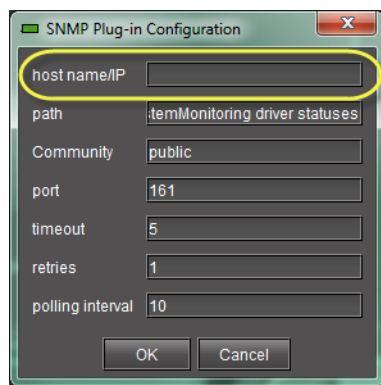 SNMP Plug-in Configuration
host name/IP
path :temMonitoring driver statuses
Community public
port 161
timeout 5
retries 1
polling interval 10
OK Cancel